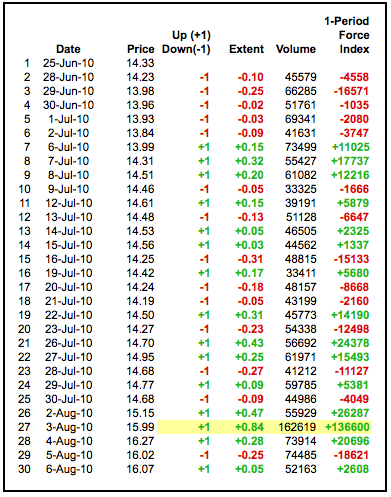 1-Period
Up (+1) Force
Date Price Down(-1) Extent Volume Index
1 25-Jun-10 14.33
2 28-Jun-10 14.23 -1 -0.10 45579 -4558
3 29-Jun-10 13.98 -1 -0.25 66285 -16571
4 30-Jun-10 13.96 -1 -0.02 51761 -1035
5 1-Jul-10 13.93 -1 -0.03 69341 -2080
6 2-Jul-10 13.84 -1 -0.09 41631 -3747
7 6-Jul-10 13.99 +1 +0.15 73499 +11025
8 7-Jul-10 14.31 +1 +0.32 55427 +17737
9 8-Jul-10 14.51 +1 +0.20 61082 +12216
10 9-Jul-10 14.46 -1 -0.05 33325 -1666
11 12-Jul-10 14.61 +1 +0.15 39191 +5879
12 13-Jul-10 14.48 -1 -0.13 51128 -6647
13 14-Jul-10 14.53 +1 +0.05 46505 +2325
14 15-Jul-10 14.56 +1 +0.03 44562 +1337
15 16-Jul-10 14.25 -1 -0.31 48815 -15133
16 19-Jul-10 14.42 +1 +0.17 33411 +5680
17 20-Jul-10 14.24 -1 -0.18 48157 -8668
18 21-Jul-10 14.19 -1 -0.05 43199 -2160
19 22-Jul-10 14.50 +1 +0.31 45773 +14190
20 23-Jul-10 14.27 -1 -0.23 54338 -12498
21 26-Jul-10 14.70 +1 +0.43 56692 +24378
22 27-Jul-10 14.95 +1 +0.25 61971 +15493
23 28-Jul-10 14.68 -1 -0.27 41212 -11127
24 29-Jul-10 14.77 +1 +0.09 59785 +5381
25 30-Jul-10 14.68 -1 -0.09 44986 -4049
26 2-Aug-10 15.15 +1 +0.47 55929 +26287
27 3-Aug-10 15.99 +1 +0.84 162619 +136600
28 4-Aug-10 16.27 +1 +0.28 73914 +20696
29 5-Aug-10 16.02 -1 -0.25 74485 -18621
30 6-Aug-10 16.07 +1 +0.05 52163 +2608